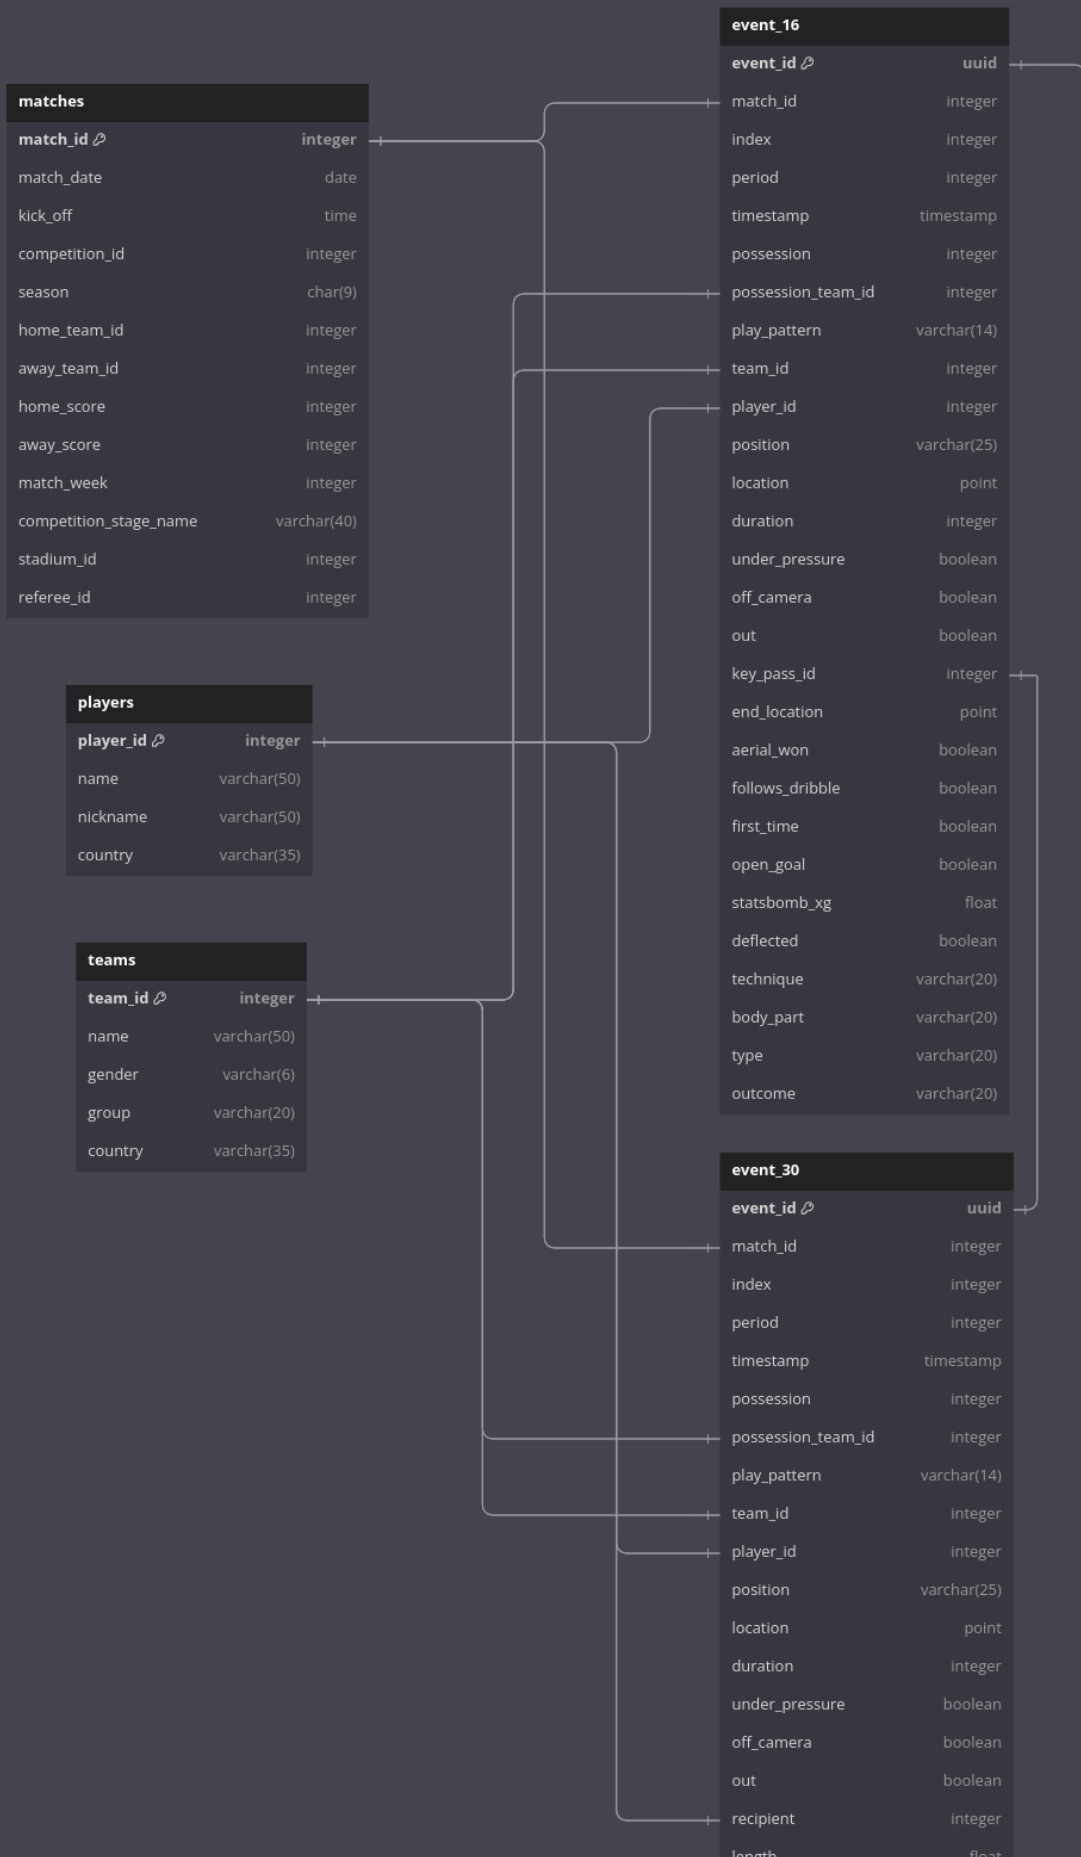 matches
match_id integer
match_date date
kick_off time
competition_id integer
season char(9)
home_team_id integer
away_team_id integer
home_score integer
away_score integer
match_week integer
competition_stage_name varchar(40)
stadium_id integer
referee_id integer
players
player_id integer
name varchar(50)
nickname varchar(50)
country varchar(35)
teams
team_id integer
name varchar(50)
gender varchar(6)
group varchar(20)
country varchar(35)
event_16
event_id uuid
match_id integer
index integer
period integer
timestamp timestamp
possession integer
possession_team_id integer
play_pattern varchar(14)
team_id integer
player_id integer
position varchar(25)
location point
duration integer
under_pressure boolean
off_camera boolean
out boolean
key_pass_id integer
end_location point
aerial_won boolean
follows_dribble boolean
first_time boolean
open_goal boolean
statsbomb_xg float
deflected boolean
technique varchar(20)
body_part varchar(20)
type varchar(20)
outcome varchar(20)
event_30
event_id uuid
match_id integer
index integer
period integer
timestamp timestamp
possession integer
possession_team_id integer
play_pattern varchar(14)
team_id integer
player_id integer
position varchar(25)
location point
duration integer
under_pressure boolean
off_camera boolean
out boolean
recipient integer
length float